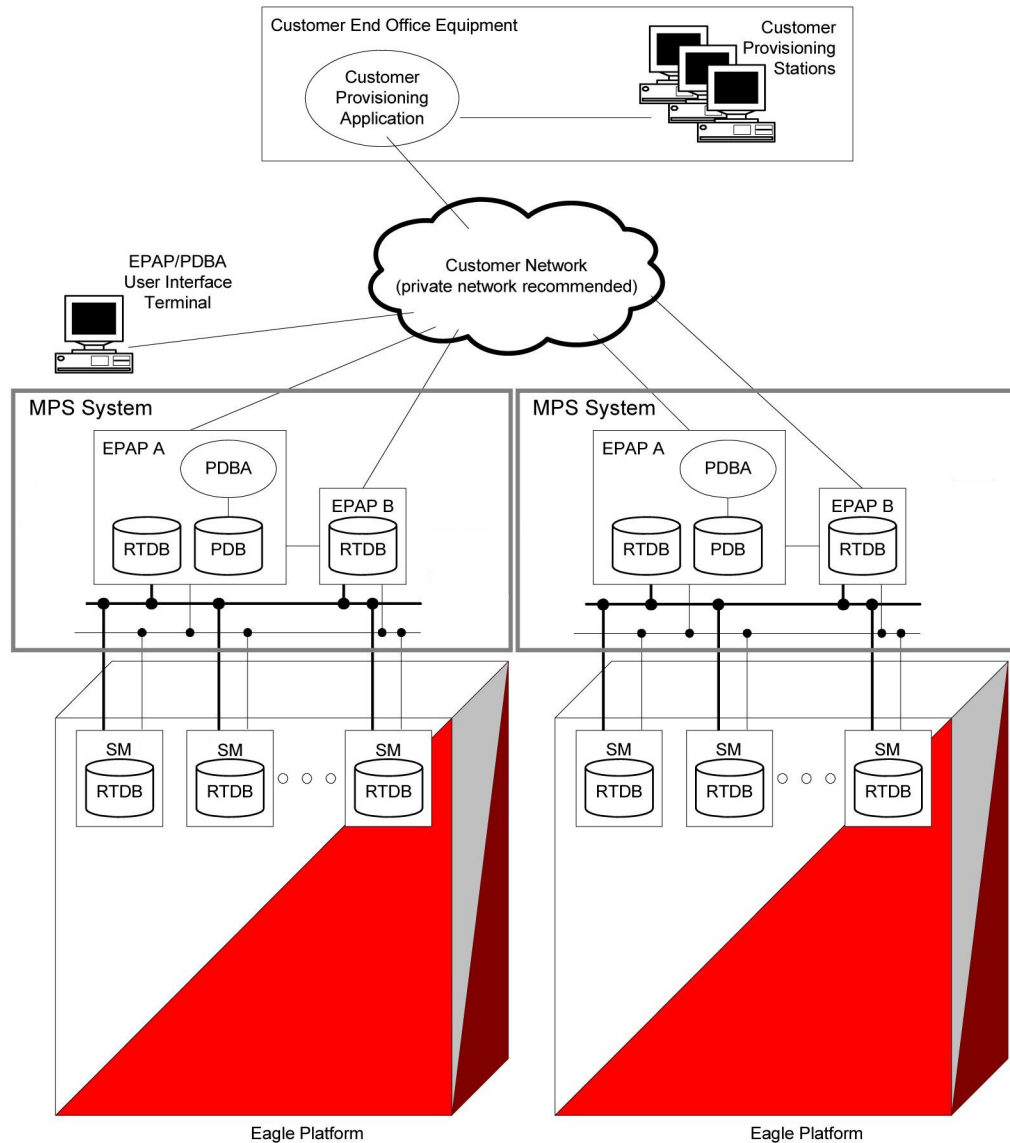 Customer End Office Equipment
Customer
Provisioning
Application
Customer
Provisioning
Stations
Customer Network
(private network recommended)
EPAP/PDBA
User Interface
Terminal
MPS System
EPAP A
PDBA
RTDB
PDB
EPAP B
RTDB
MPS System
EPAP A
PDBA
RTDB
PDB
EPAP B
RTDB
SM
RTDB
SM
RTDB
SM
RTDB
SM
RTDB
SM
RTDB
SM
RTDB
Eagle Platform
Eagle Platform